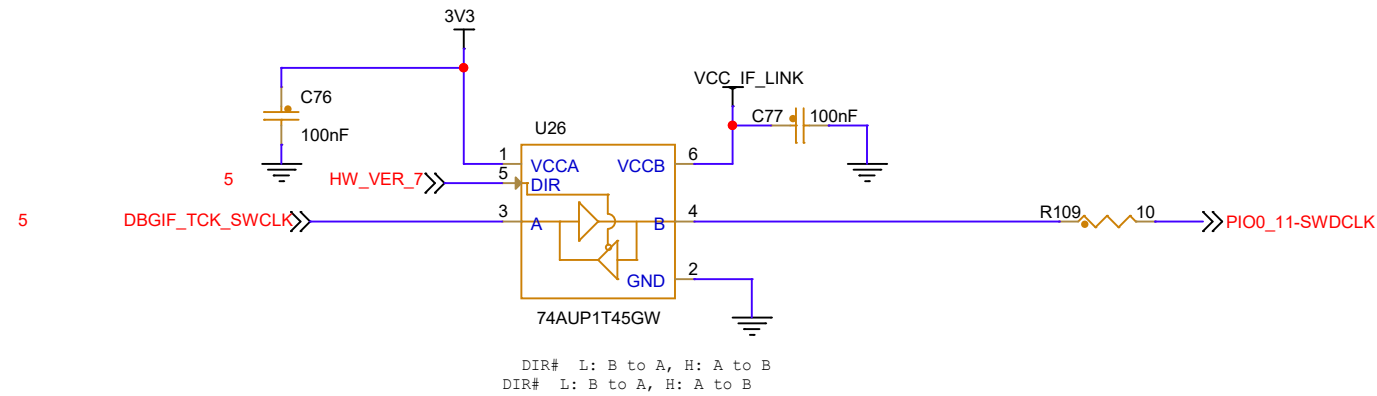 3V3
C76
100nF
VCC_IF_LINK
C77
100nF
U26
1
VCCA
VCCB
6
5
HW_VER_7
5
DIR
5
DBGIF_TCK_SWCLK
3
A
B
4
R109
10
PIO0_11-SWDCLK
GND
2
74AUP1T45GW
DIR# L: B to A, H: A to B
DIR# L: B to A, H: A to B